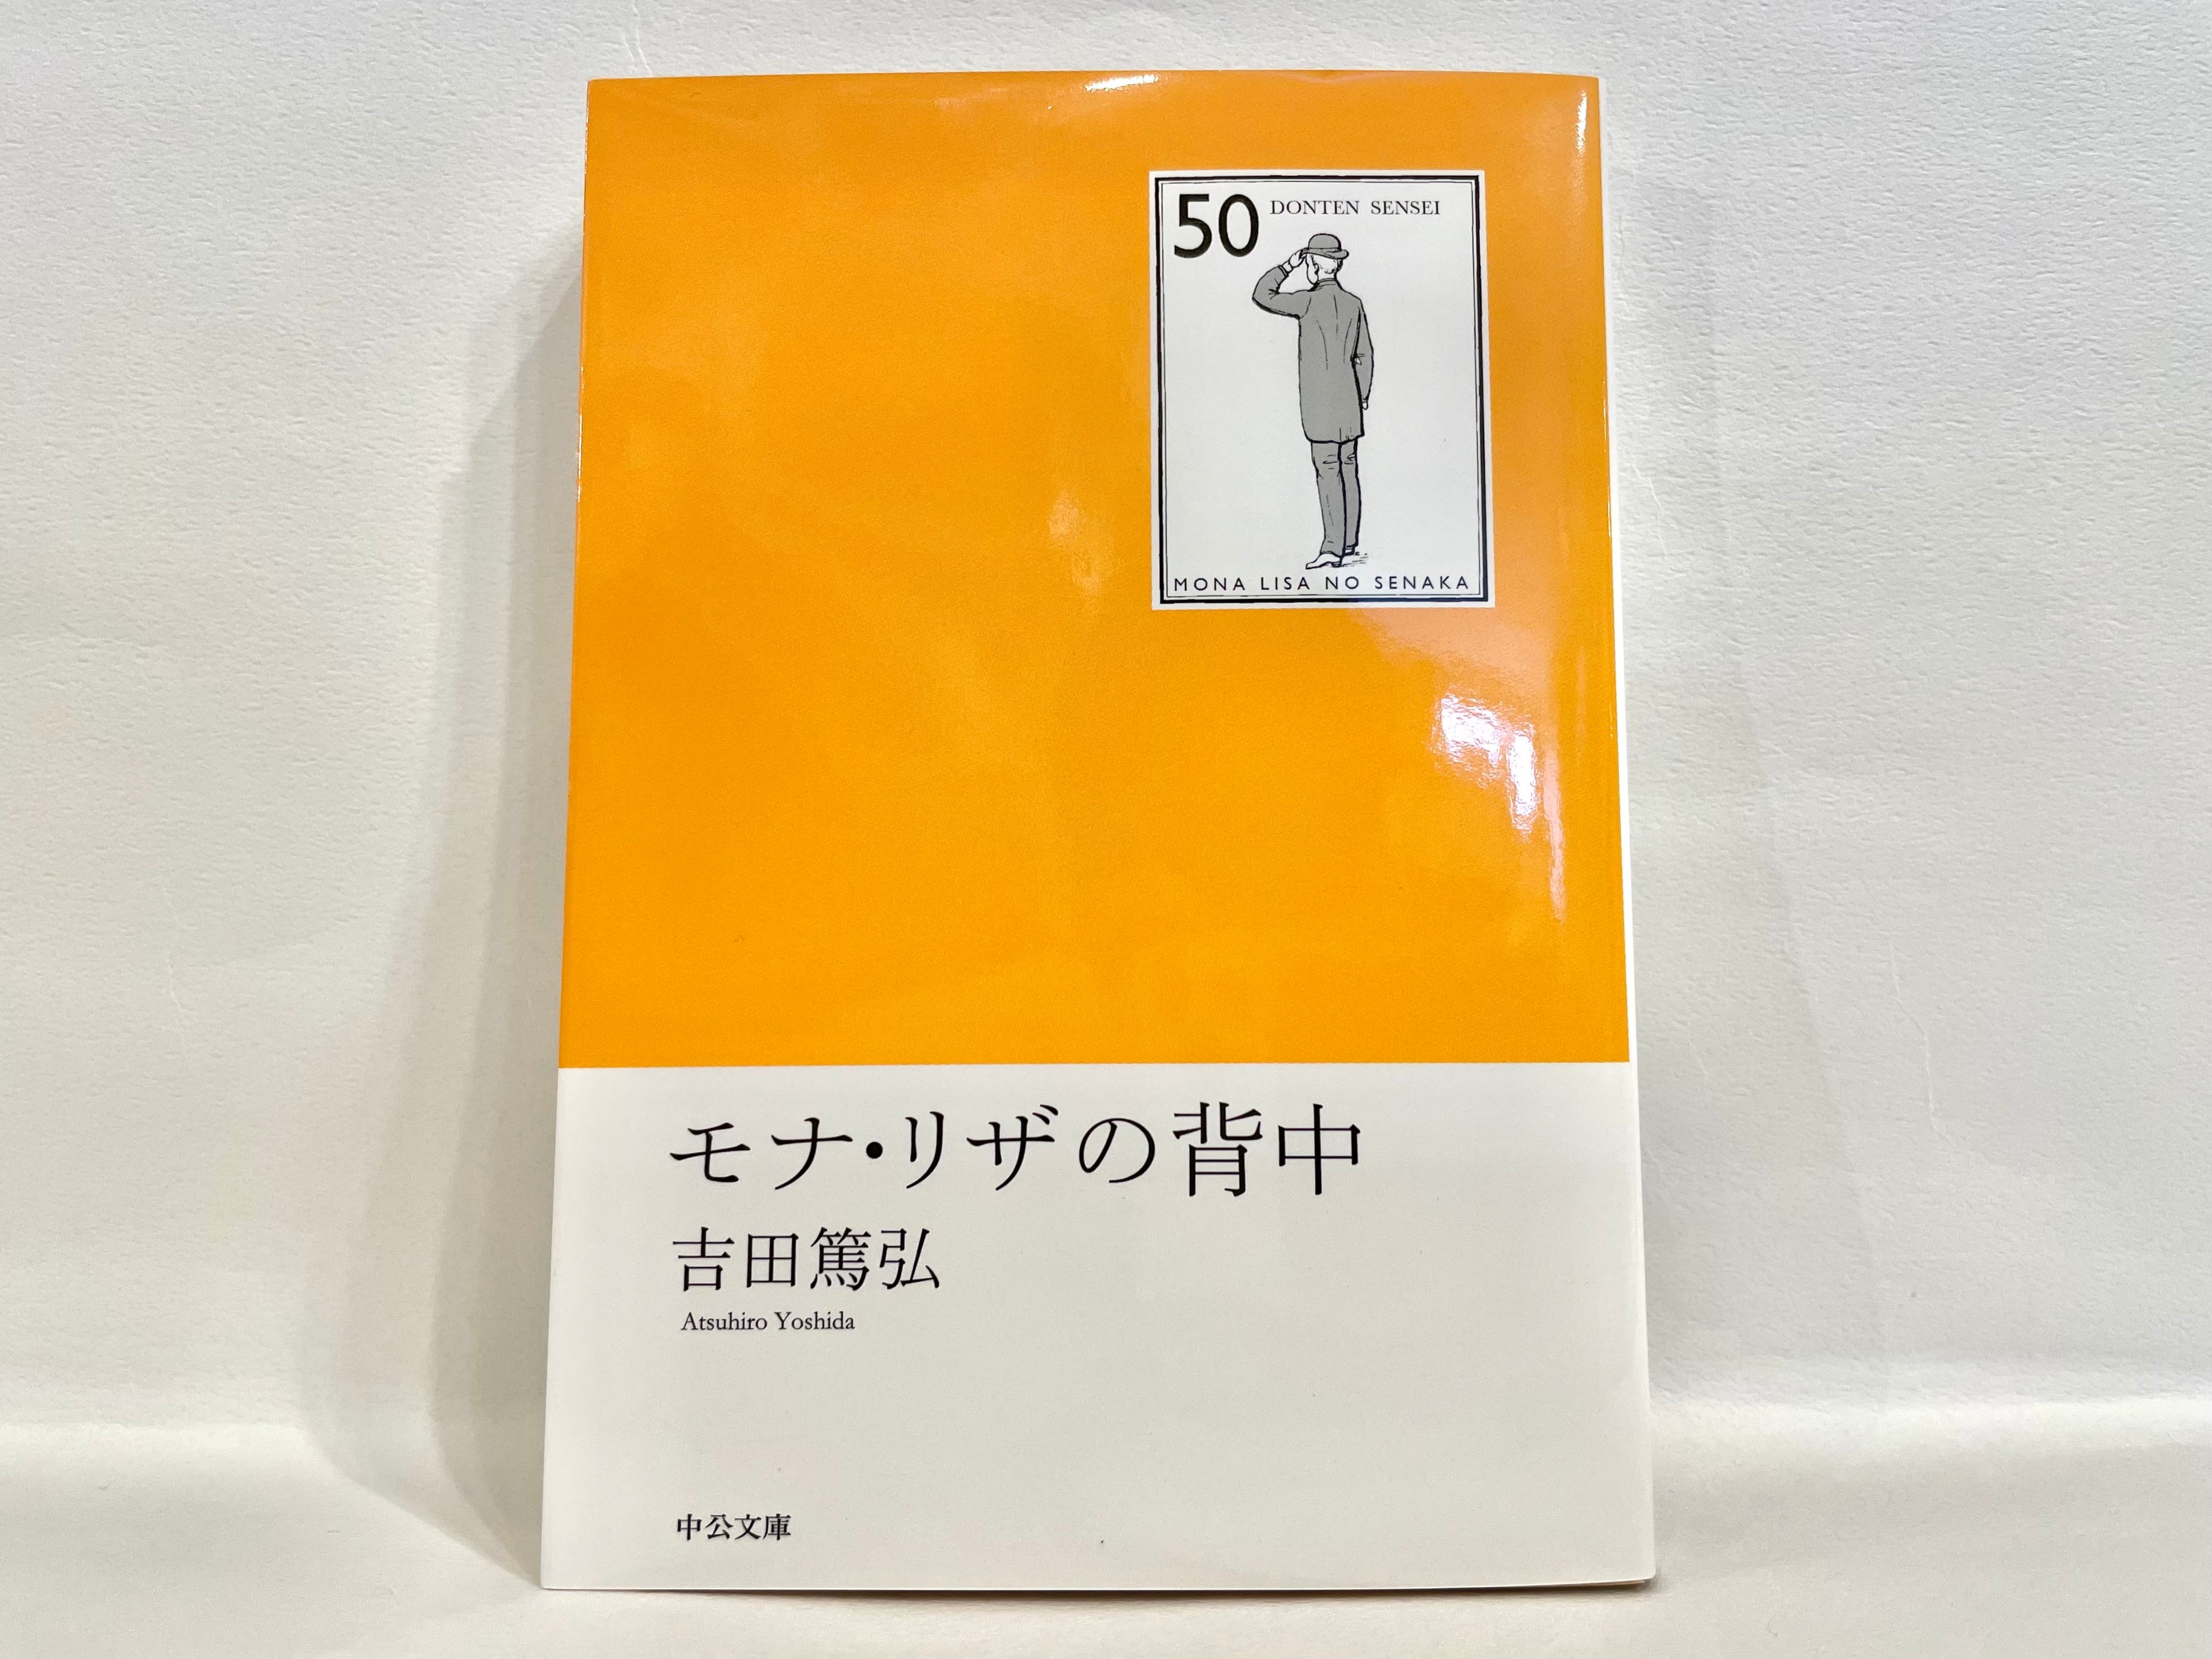 50 DONTEN SENSEI
MONA LISA NO SENAKA
モナ・リザの背中
吉田篤弘
Atsuhiro Yoshida
中公文庫